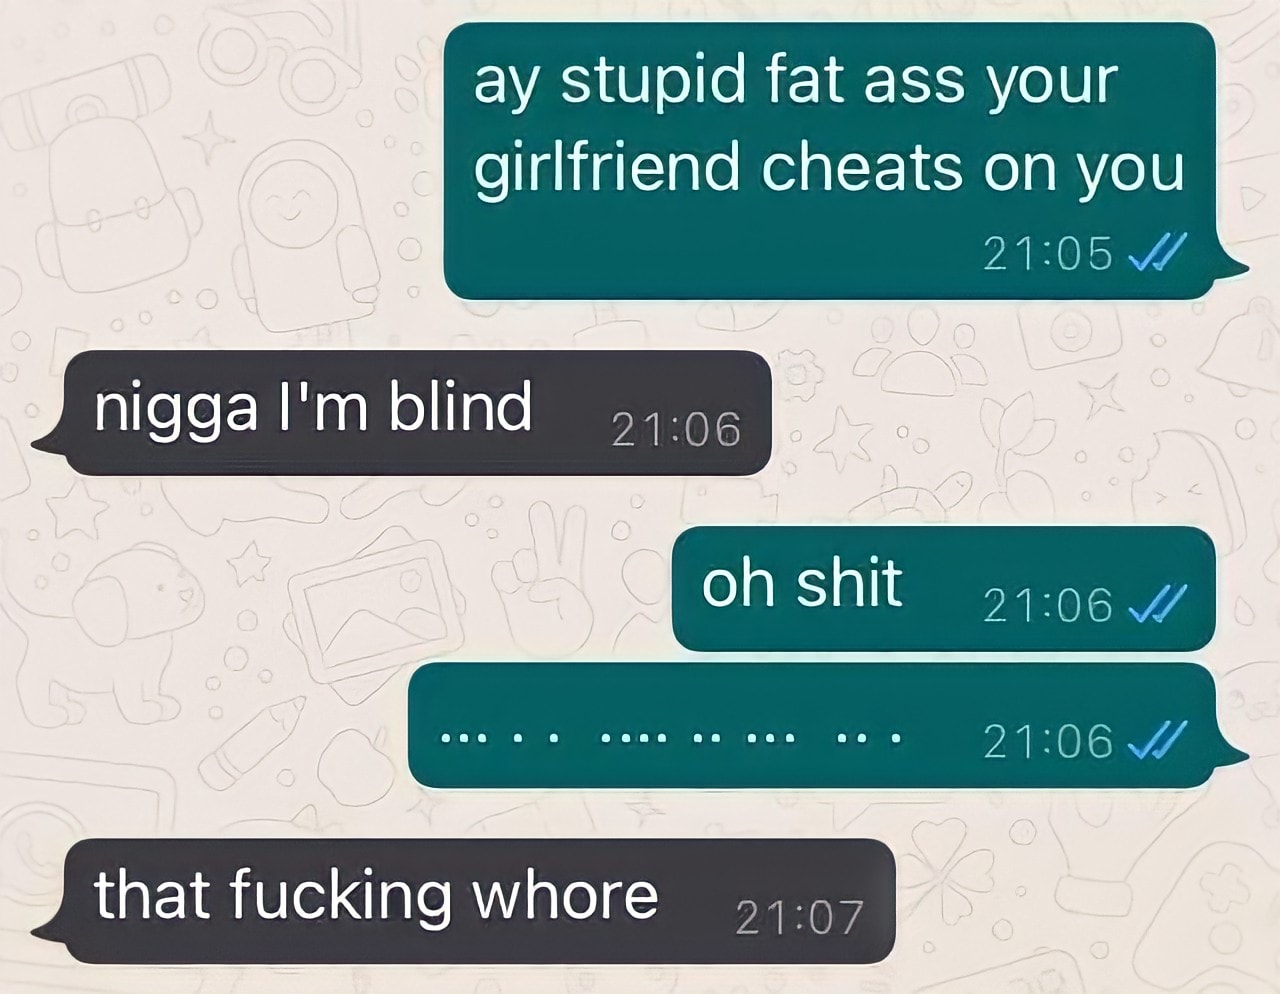 ay stupid fat ass your
girlfriend cheats on you
21:05
nigga I'm blind 21:06
oh shit 21:06
... . . .... .. ... .. . 21:06
that fucking whore 21:07